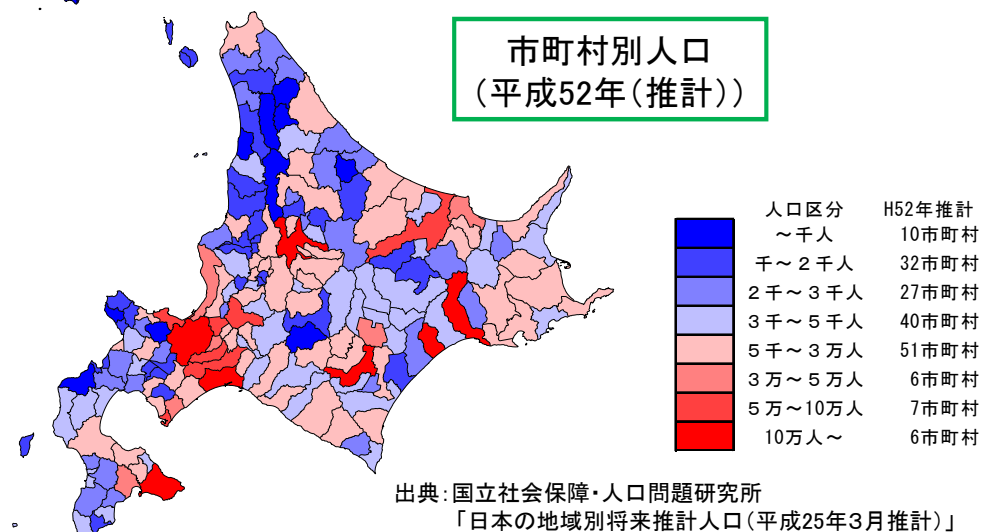 市町村別人口
（平成52年（推計））
人口区分 H52年推計
～千人 10市町村
千～２千人 32市町村
２千～３千人 27市町村
３千～５千人 40市町村
５千～３万人 51市町村
３万～５万人 6市町村
５万～10万人 7市町村
10万人～ 6市町村
出典：国立社会保障・人口問題研究所
「日本の地域別将来推計人口（平成25年３月推計）」